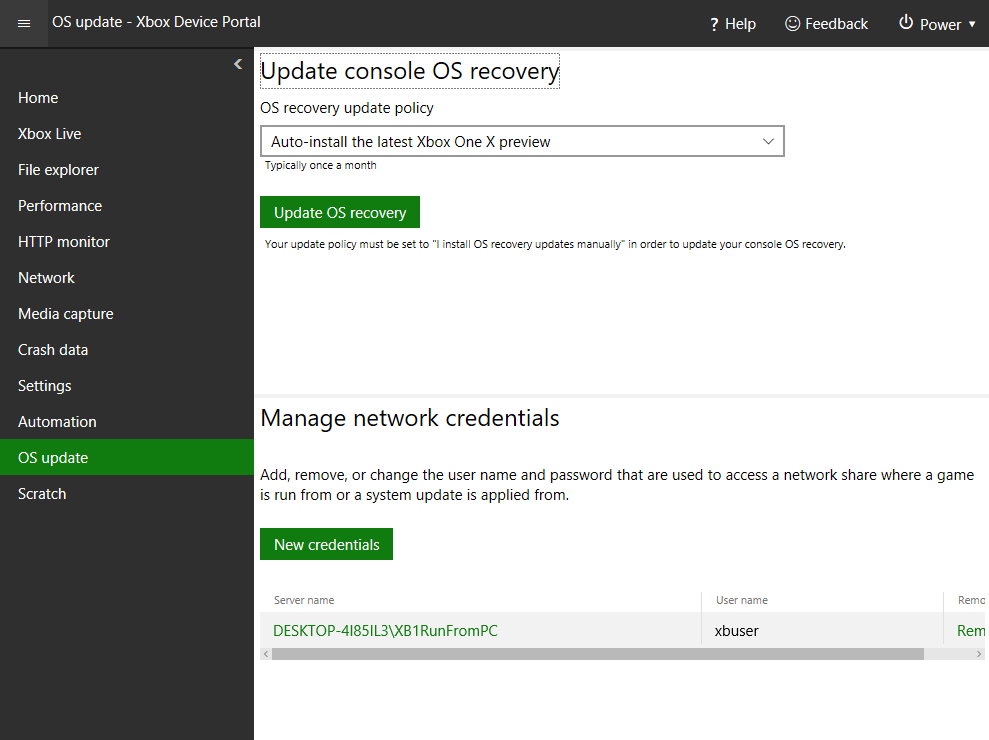 OS update - Xbox Device Portal
? Help
Feedback
Power
Home
Xbox Live
File explorer
Performance
HTTP monitor
Network
Media capture
Crash data
Settings
Automation
OS update
Scratch
Update console OS recovery
OS recovery update policy
Auto-install the latest Xbox One X preview
Typically once a month
Update OS recovery
Your update policy must be set to "I install OS recovery updates manually" in order to update your console OS recovery.
Manage network credentials
Add, remove, or change the user name and password that are used to access a network share where a game
is run from or a system update is applied from.
New credentials
Server name User name Remo
DESKTOP-4I85IL3\XB1RunFromPC xbuser Rem